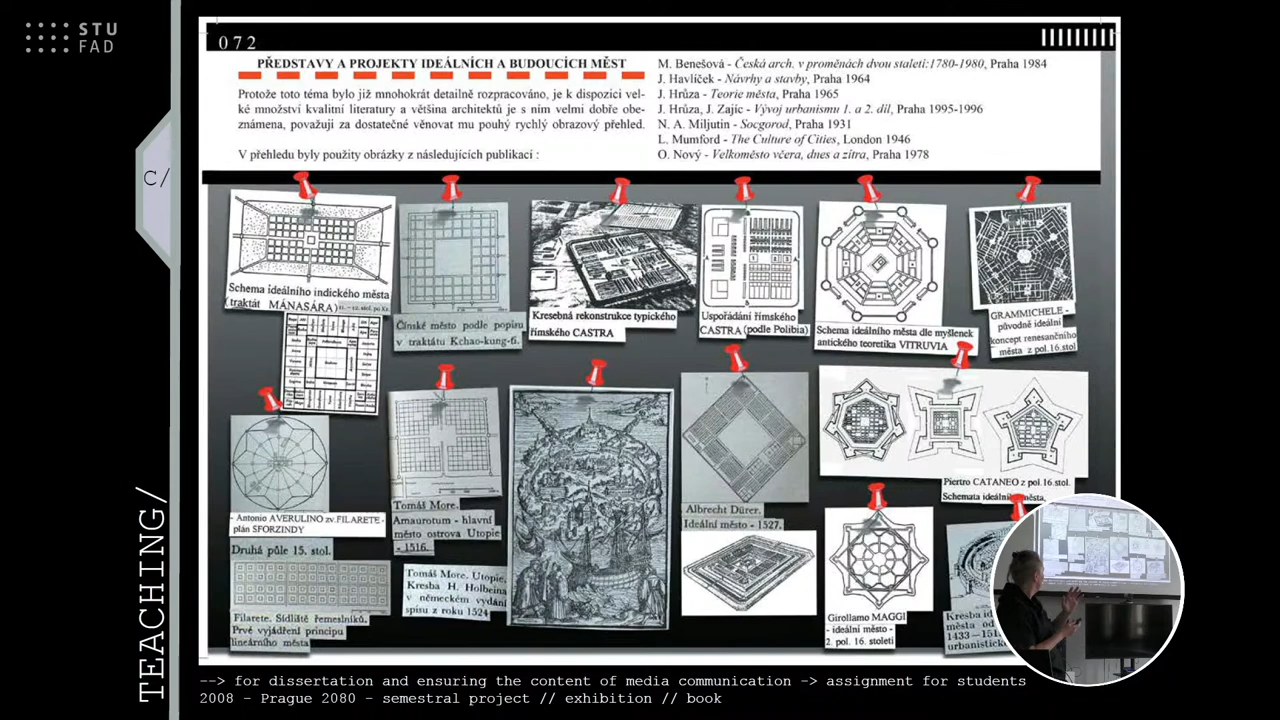 STU
FAD
072
PŘEDSTAVY A PROJEKTY IDEÁLNÍCH A BUDOUCÍCH MĚST
Protože toto téma bylo již mnohokrát detailně rozpracováno, je k dispozici vel-
ké množství kvalitní literatury a většina architektů je s ním velmi dobře obe-
známena, považuji za dostatečné věnovat mu pouhý rychlý obrazový přehled.
V přehledu byly použity obrázky z následujících publikací :
M. Benešová - Česká arch. v proměnách dvou staletí:1780-1980, Praha 1984
J. Havlíček - Návrhy a stavby, Praha 1964
J. Hrůza - Teorie města, Praha 1965
J. Hrůza, J. Zajic - Vývoj urbanismu 1. a 2. díl, Praha 1995-1996
N. A. Miljutin - Socgorod, Praha 1931
L. Mumford - The Culture of Cities, London 1946
O. Nový - Velkoměsto včera, dnes a zítra, Praha 1978
C/
TEACHING/
Schema ideálního indického města
(traktát MÁNASÁRA)
Čínské město podle popisu
v traktátu Kchao-kung-ťi.
Kresebná rekonstrukce typického
římského CASTRA
Uspořádání římského
CASTRA (podle Polibia)
Schema ideálního města dle myšlenek
antického teoretika VITRUVIA
GRAMMICHELE -
původně ideální
koncept renesančního
města z pol.16.stol
- Antonio AVERULINO zv.FILARETE -
plán SFORZINDY
Druhá půle 15. stol.
Filarete. Sídliště řemeslníků.
Prvé vyjádření principu
lineárního města
Tomáš More.
Amaurotum - hlavní
město ostrova Utopie
- 1516.
Tomáš More. Utopie.
Kresba H. Holbeina
v německém vydání
spisu z roku 1524
Albrecht Dürer.
Ideální město - 1527.
Piertro CATANEO z pol.16.stol.
Schemata ideálního města,
Girollamo MAGGI
- ideální město -
2. pol. 16. století
Kresba id
města od
1433-151
urbanistick
--> for dissertation and ensuring the content of media communication -> assignment for students
2008 - Prague 2080 - semestral project // exhibition // book